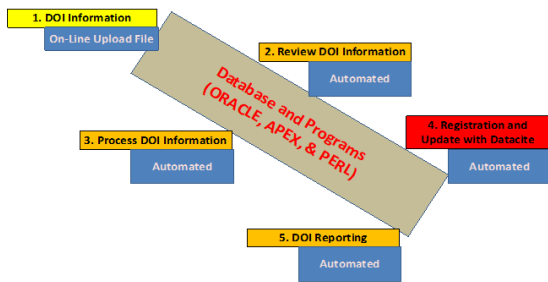 1. DOI Information
On-Line Upload File
2. Review DOI Information
Automated
Database and Programs
(ORACLE, APEX, & PERL)
3. Process DOI Information
Automated
4. Registration and
Update with Datacite
Automated
5. DOI Reporting
Automated